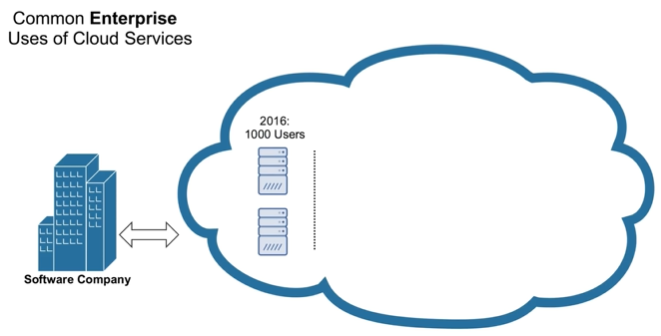 Common Enterprise
Uses of Cloud Services
2016:
1000 Users
Software Company